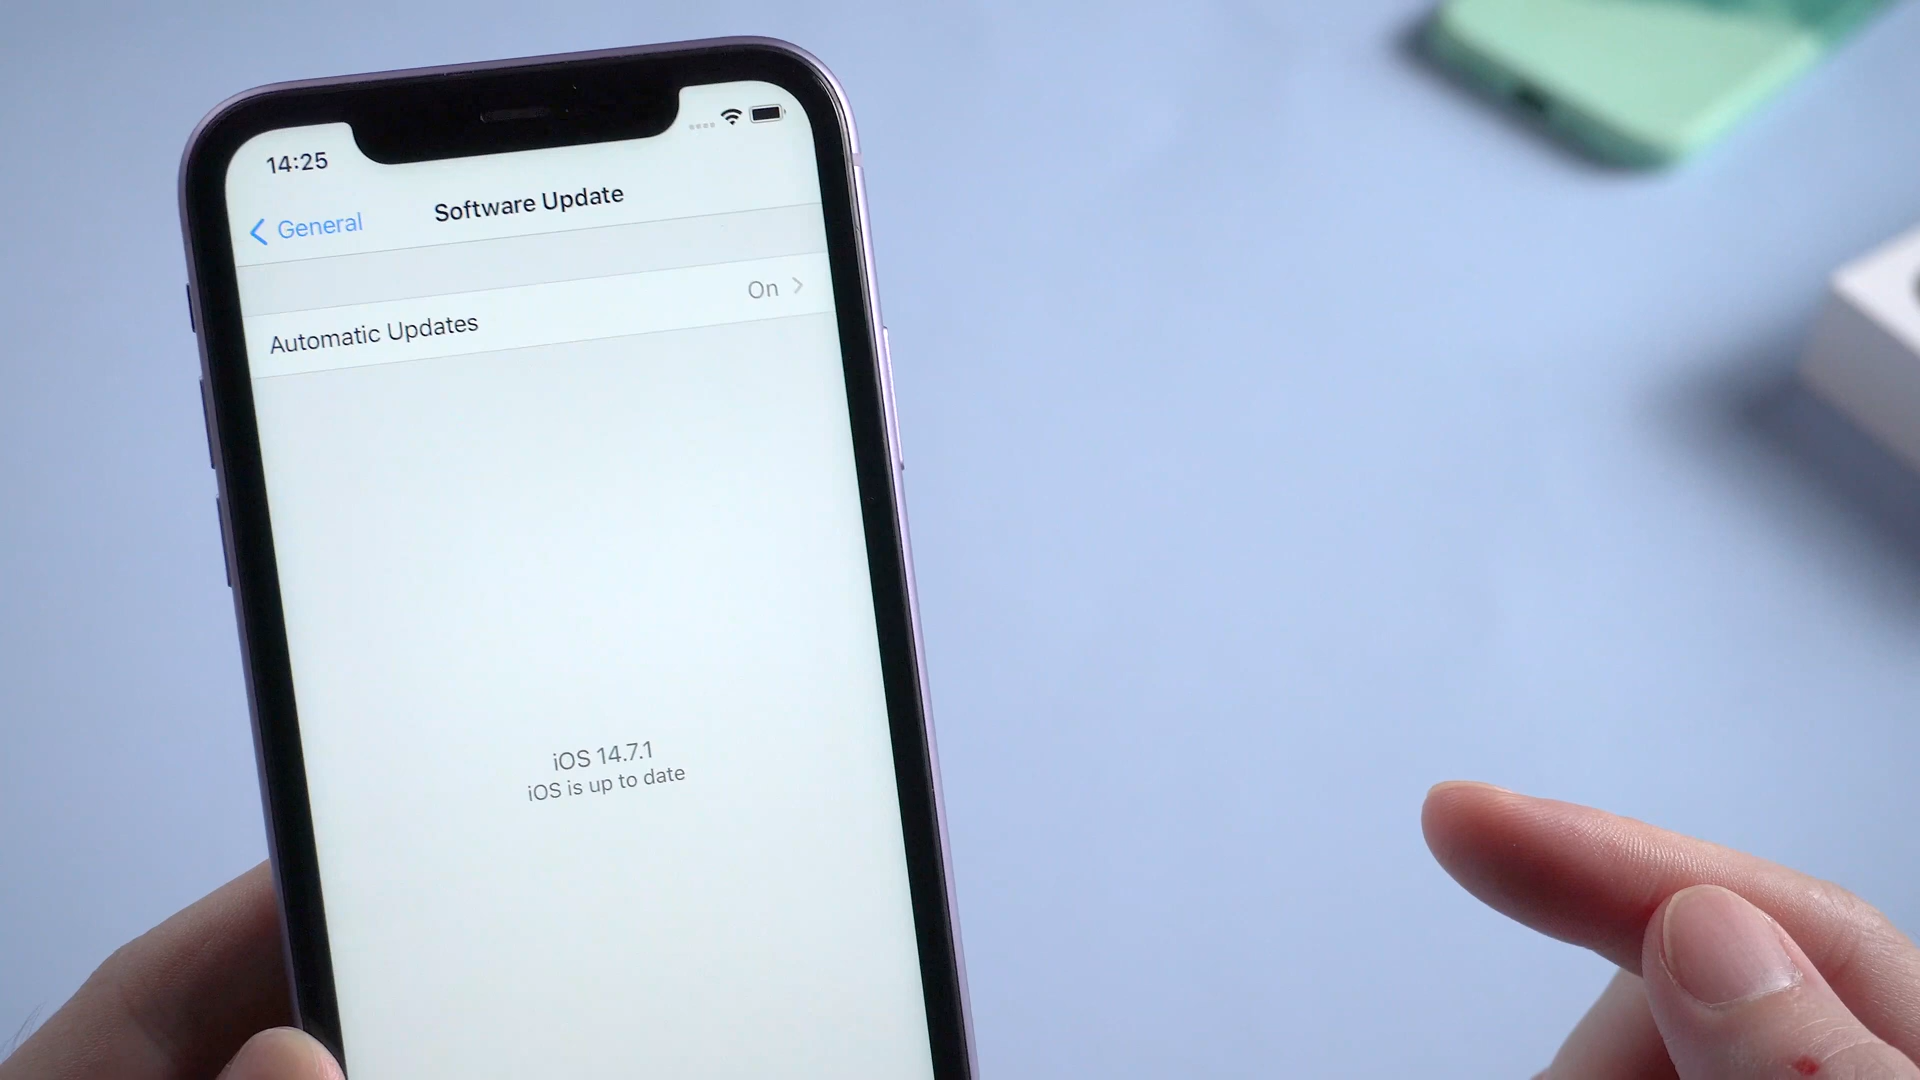 14:25
General
Software Update
Automatic Updates
On
iOS 14.7.1
iOS is up to date